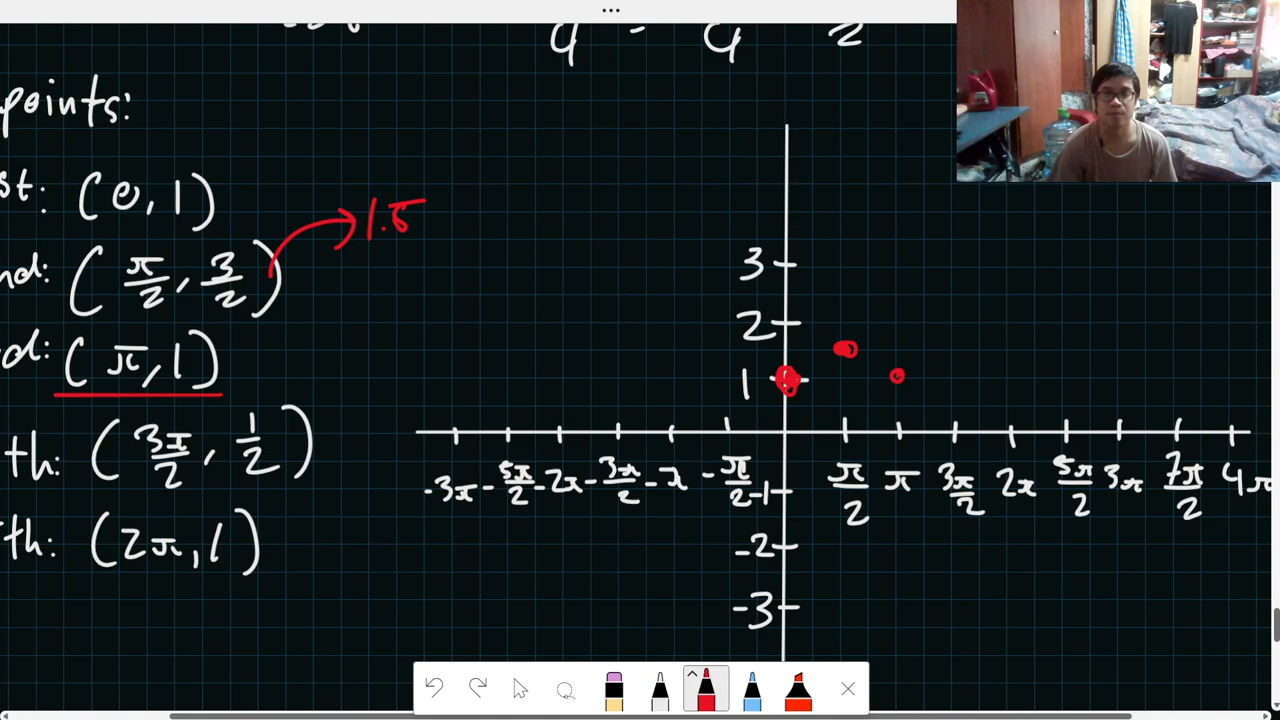 points:
st: (0, 1)
nd: (π/2, 3/2) → 1.5
d: (π, 1)
th: (3π/2, 1/2)
th: (2π, 1)
3
2
1
-3π -5π/2 -2π -3π/2 -π -π/2 π/2 π 3π/2 2π 5π/2 3π 7π/2 4π
-1
-2
-3